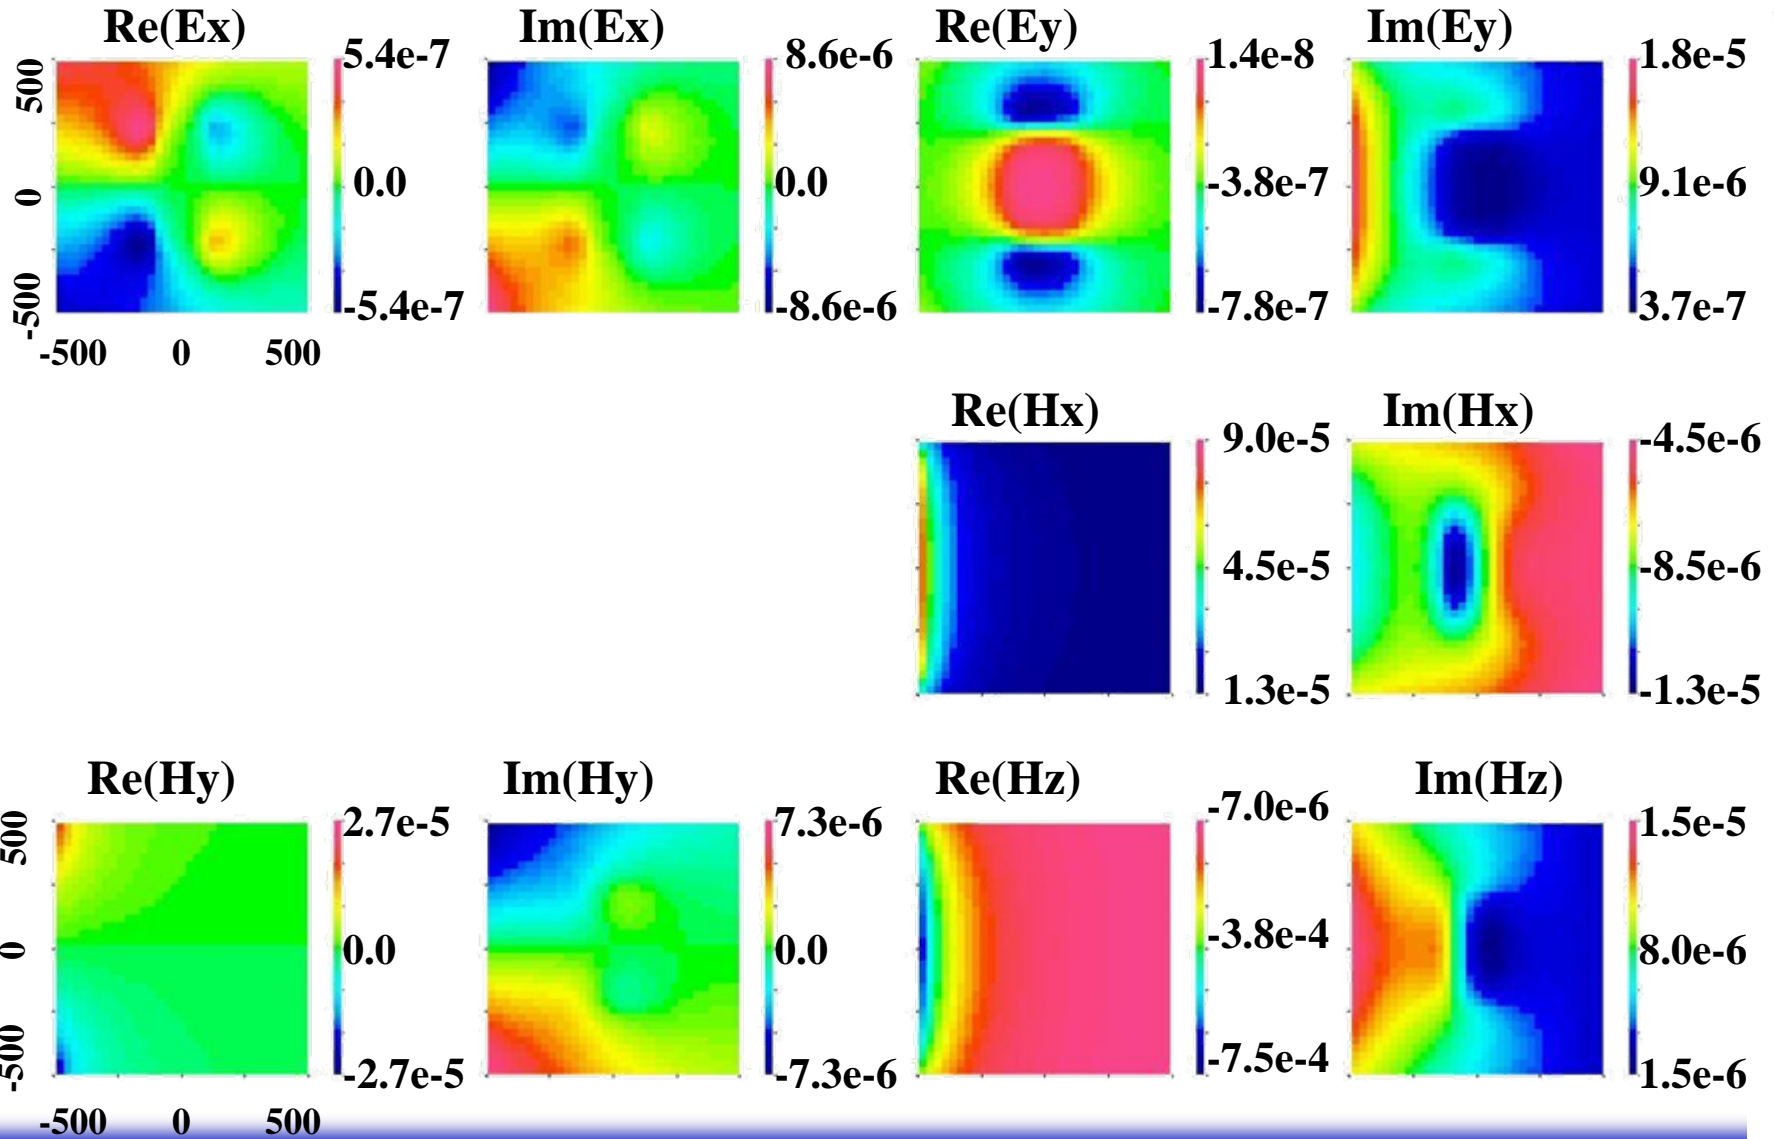 Re(Ex) Im(Ex) Re(Ey) Im(Ey)
5.4e-7 8.6e-6 1.4e-8 1.8e-5
500
0 0.0 0.0 -3.8e-7 9.1e-6
-500
-5.4e-7 -8.6e-6 -7.8e-7 3.7e-7
-500 0 500
Re(Hx) Im(Hx)
9.0e-5 -4.5e-6
4.5e-5 -8.5e-6
1.3e-5 -1.3e-5
Re(Hy) Im(Hy) Re(Hz) Im(Hz)
2.7e-5 7.3e-6 -7.0e-6 1.5e-5
500
0 0.0 0.0 -3.8e-4 8.0e-6
-500
-2.7e-5 -7.3e-6 -7.5e-4 1.5e-6
-500 0 500